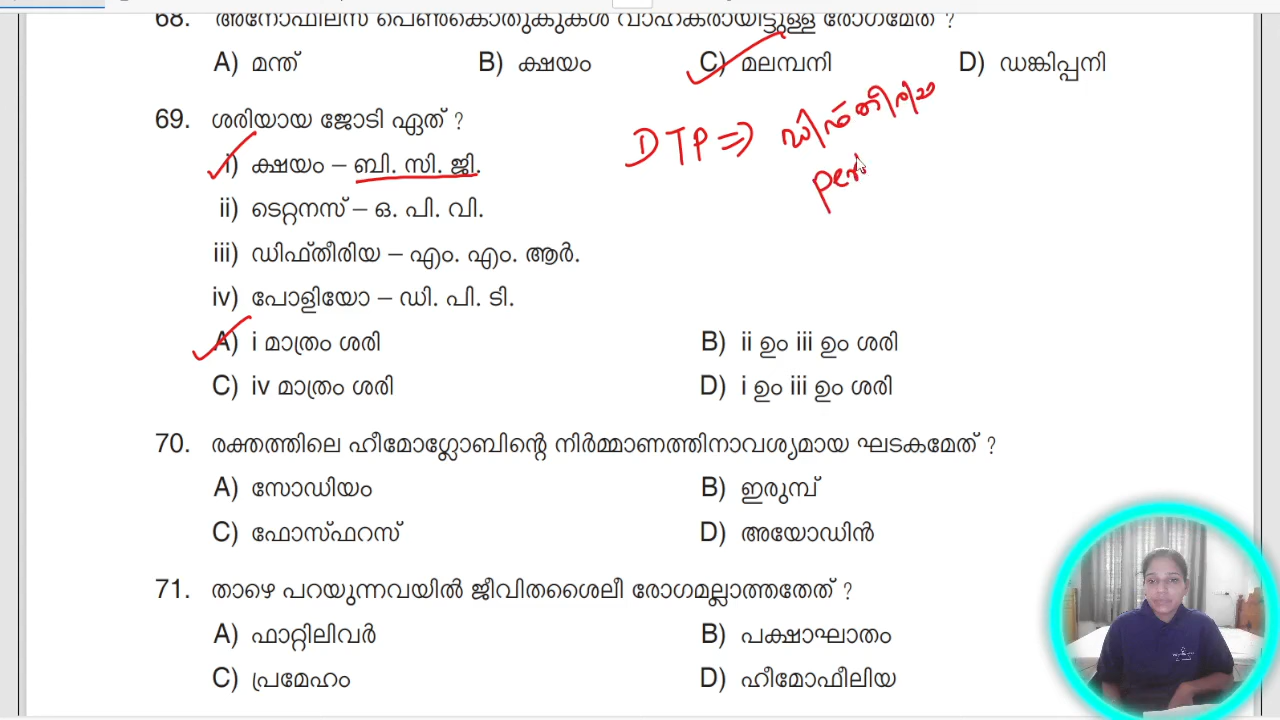 68. അനോഫിലസ് പെൺകൊതുകുകൾ വാഹകരായിട്ടുള്ള രോഗമേത് ?
A) മന്ത് B) ക്ഷയം C) മലമ്പനി D) ഡങ്കിപ്പനി
69. ശരിയായ ജോടി ഏത് ?
DTP ⇒ ഡിഫ്തീരിയ
i) ക്ഷയം – ബി. സി. ജി.
per
ii) ടെറ്റനസ് – ഒ. പി. വി.
iii) ഡിഫ്തീരിയ – എം. എം. ആർ.
iv) പോളിയോ – ഡി. പി. ടി.
A) i മാത്രം ശരി B) ii ഉം iii ഉം ശരി
C) iv മാത്രം ശരി D) i ഉം iii ഉം ശരി
70. രക്തത്തിലെ ഹീമോഗ്ലോബിന്റെ നിർമ്മാണത്തിനാവശ്യമായ ഘടകമേത് ?
A) സോഡിയം B) ഇരുമ്പ്
C) ഫോസ്ഫറസ് D) അയോഡിൻ
71. താഴെ പറയുന്നവയിൽ ജീവിതശൈലീ രോഗമല്ലാത്തതേത് ?
A) ഫാറ്റിലിവർ B) പക്ഷാഘാതം
C) പ്രമേഹം D) ഹീമോഫീലിയ